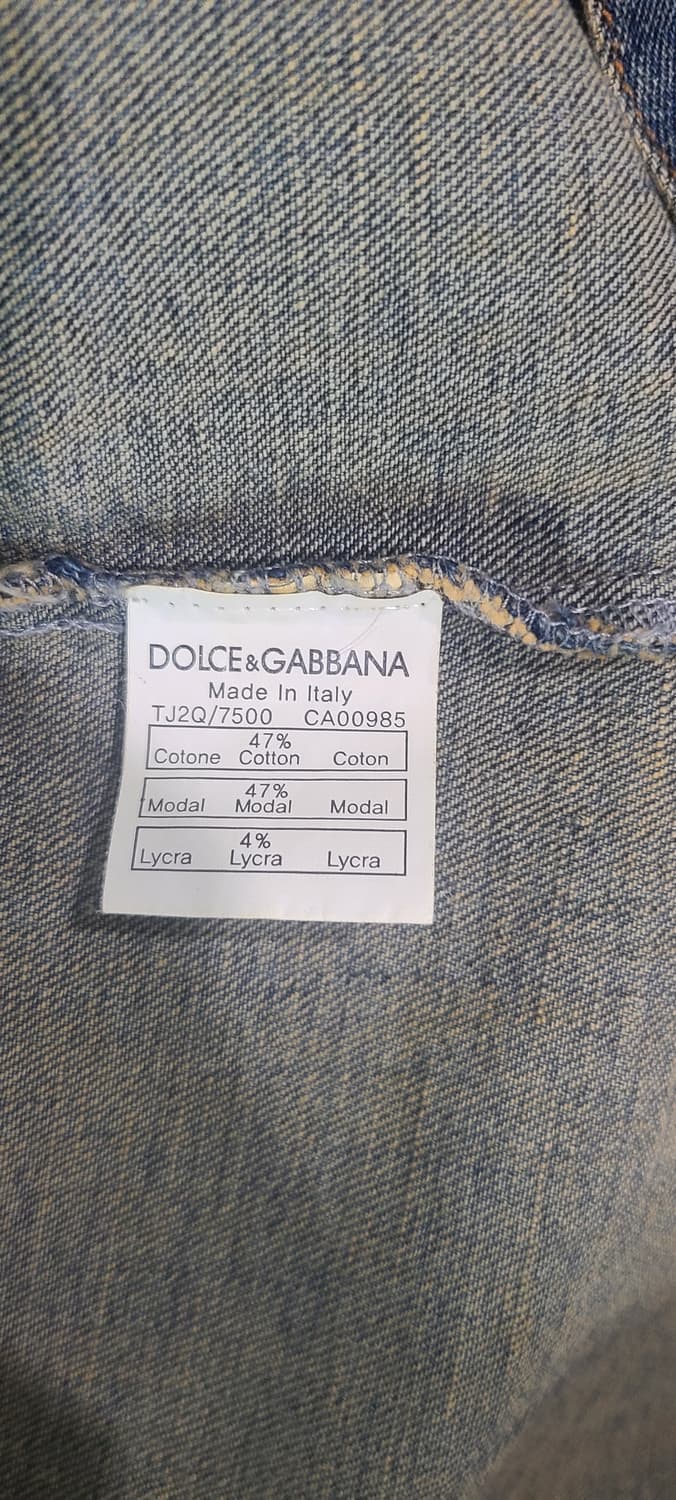 DOLCE&GABBANA
Made In Italy
TJ2Q/7500 CA00985
47%
Cotone Cotton Coton
47%
Modal Modal Modal
4%
Lycra Lycra Lycra